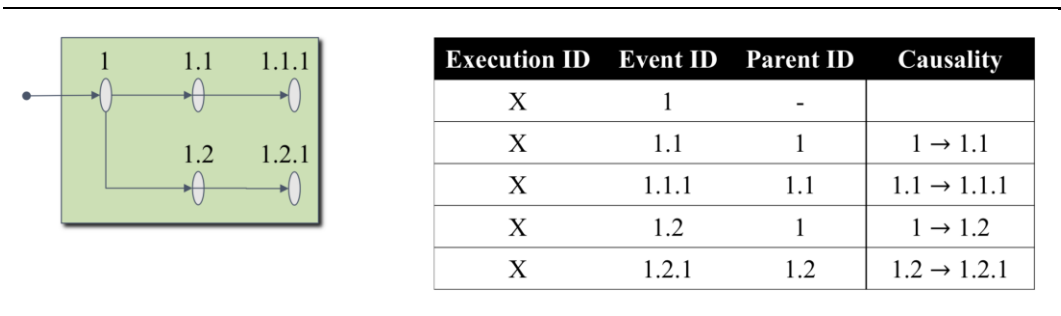 1 1.1 1.1.1
1.2 1.2.1
Execution ID Event ID Parent ID Causality
X 1 -
X 1.1 1 1 → 1.1
X 1.1.1 1.1 1.1 → 1.1.1
X 1.2 1 1 → 1.2
X 1.2.1 1.2 1.2 → 1.2.1